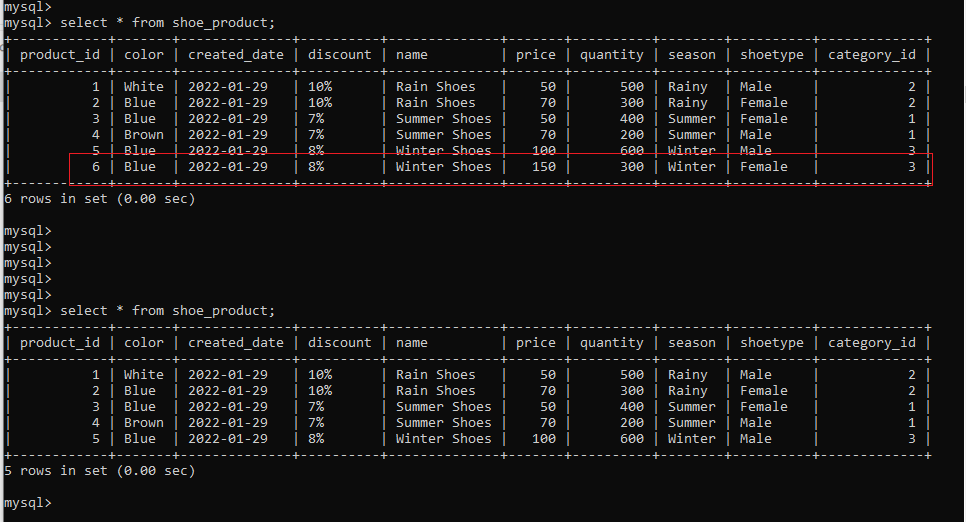 mysql>
mysql> select * from shoe_product;
+------------+-------+--------------+----------+--------------+-------+----------+--------+----------+-------------+
| product_id | color | created_date | discount | name         | price | quantity | season | shoetype | category_id |
+------------+-------+--------------+----------+--------------+-------+----------+--------+----------+-------------+
|          1 | White | 2022-01-29   | 10%      | Rain Shoes   |    50 |      500 | Rainy  | Male     |           2 |
|          2 | Blue  | 2022-01-29   | 10%      | Rain Shoes   |    70 |      300 | Rainy  | Female   |           2 |
|          3 | Blue  | 2022-01-29   | 7%       | Summer Shoes |    50 |      400 | Summer | Female   |           1 |
|          4 | Brown | 2022-01-29   | 7%       | Summer Shoes |    70 |      200 | Summer | Male     |           1 |
|          5 | Blue  | 2022-01-29   | 8%       | Winter Shoes |   100 |      600 | Winter | Male     |           3 |
|          6 | Blue  | 2022-01-29   | 8%       | Winter Shoes |   150 |      300 | Winter | Female   |           3 |
+------------+-------+--------------+----------+--------------+-------+----------+--------+----------+-------------+
6 rows in set (0.00 sec)
mysql>
mysql>
mysql>
mysql>
mysql>
mysql> select * from shoe_product;
+------------+-------+--------------+----------+--------------+-------+----------+--------+----------+-------------+
| product_id | color | created_date | discount | name         | price | quantity | season | shoetype | category_id |
+------------+-------+--------------+----------+--------------+-------+----------+--------+----------+-------------+
|          1 | White | 2022-01-29   | 10%      | Rain Shoes   |    50 |      500 | Rainy  | Male     |           2 |
|          2 | Blue  | 2022-01-29   | 10%      | Rain Shoes   |    70 |      300 | Rainy  | Female   |           2 |
|          3 | Blue  | 2022-01-29   | 7%       | Summer Shoes |    50 |      400 | Summer | Female   |           1 |
|          4 | Brown | 2022-01-29   | 7%       | Summer Shoes |    70 |      200 | Summer | Male     |           1 |
|          5 | Blue  | 2022-01-29   | 8%       | Winter Shoes |   100 |      600 | Winter | Male     |           3 |
+------------+-------+--------------+----------+--------------+-------+----------+--------+----------+-------------+
5 rows in set (0.00 sec)
mysql>